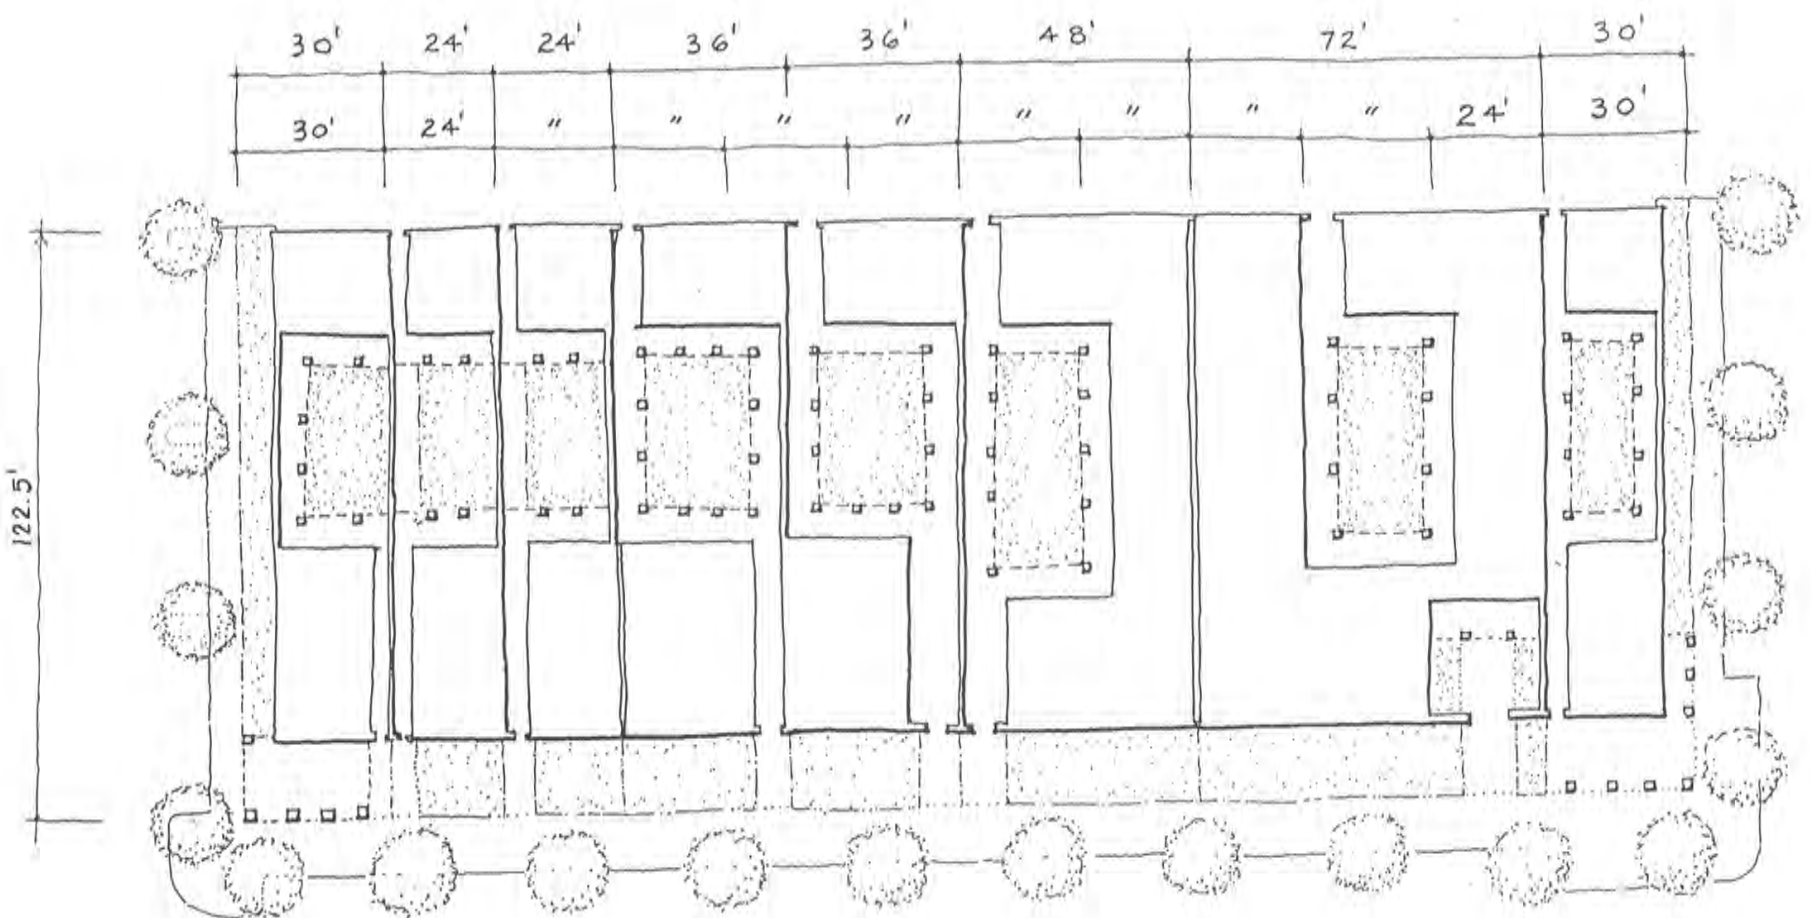 30' 24' 24' 36' 36' 48' 72' 30'
30' 24' " " " " " " " " 24' 30'
122.5'